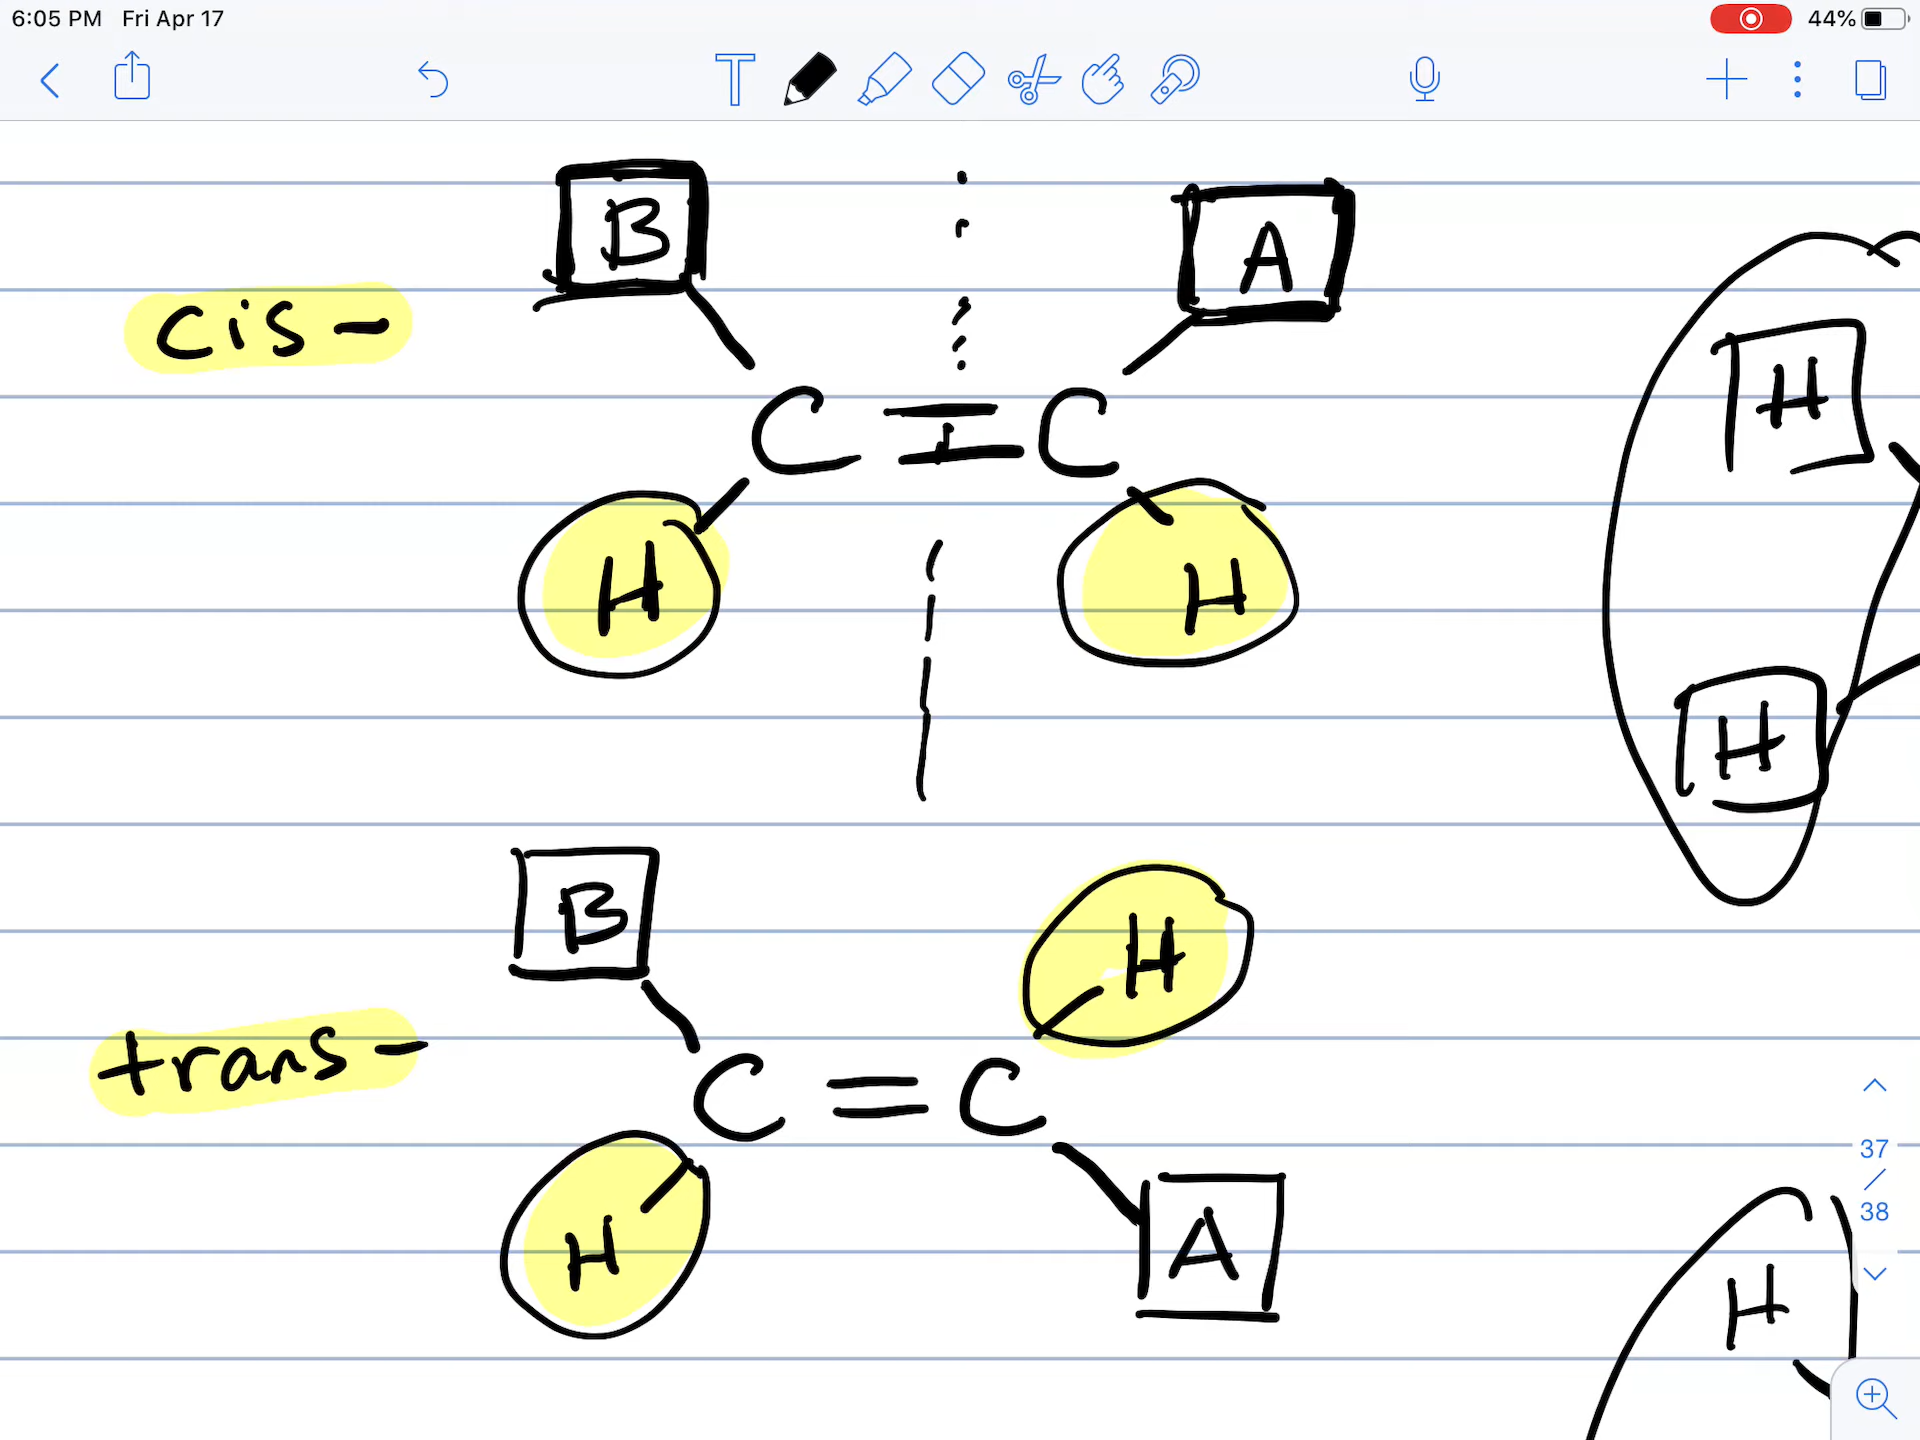 6:05 PM Fri Apr 17
44%
T
B
A
cis-
H
C = C
H H
H
B
H
trans-
C = C
37
/
38
H
A
H